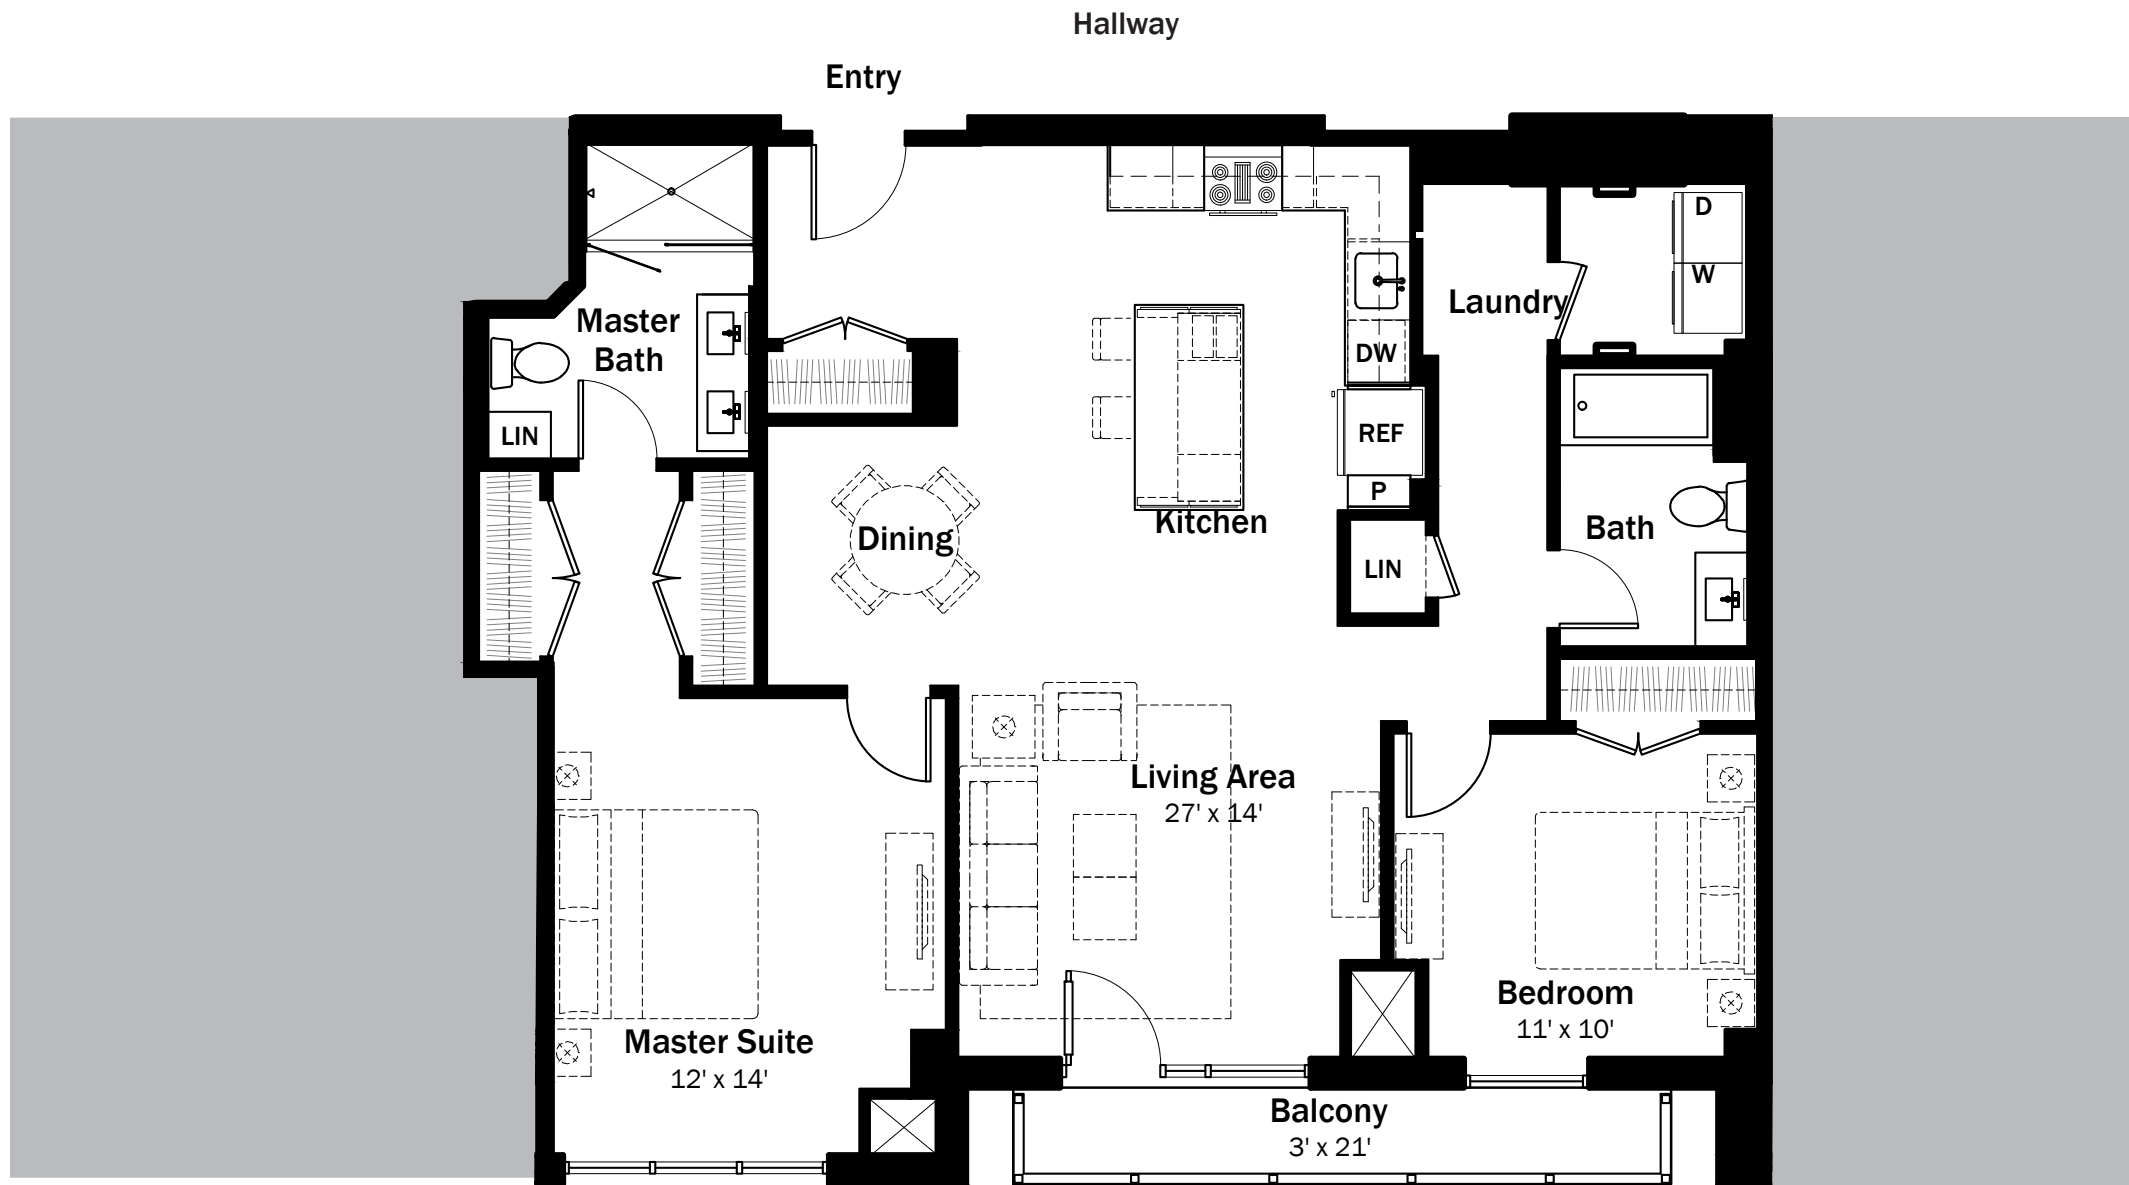 Hallway
Entry
D
W
Laundry
Master
Bath
DW
LIN
REF
P
Kitchen
Bath
Dining
LIN
Living Area
27' x 14'
Bedroom
11' x 10'
Master Suite
12' x 14'
Balcony
3' x 21'